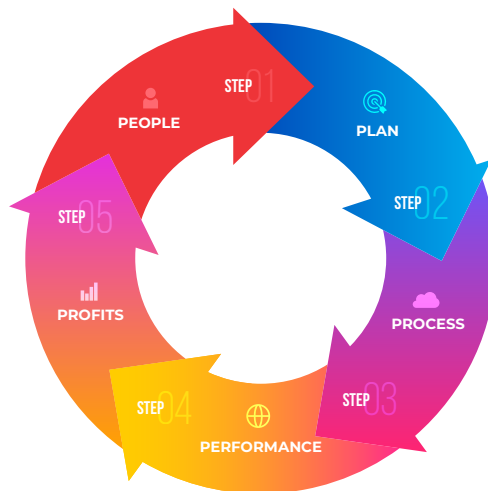 STEP 01
PEOPLE
PLAN
STEP 02
PROCESS
STEP 03
PERFORMANCE
STEP 04
PROFITS
STEP 05